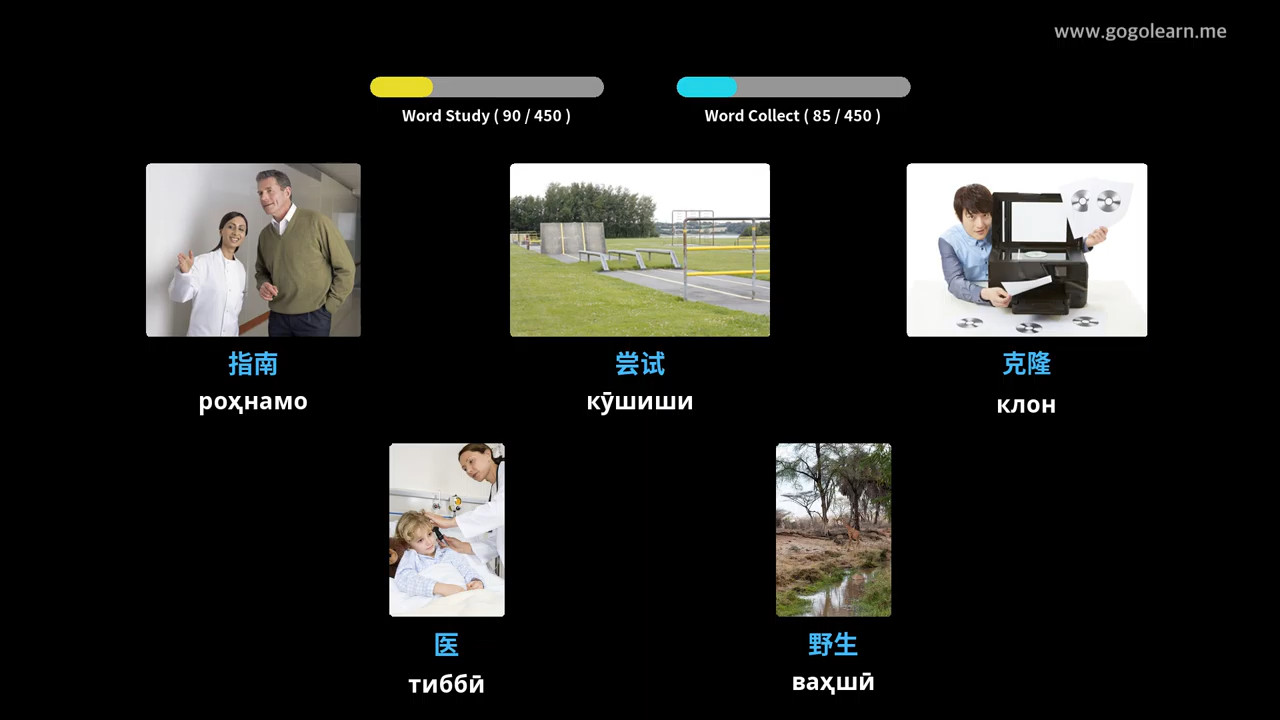 www.gogolearn.me
Word Study ( 90 / 450 )
Word Collect ( 85 / 450 )
指南
尝试
克隆
роҳнамо
кӯшиши
клон
医
野生
тиббӣ
ваҳшӣ